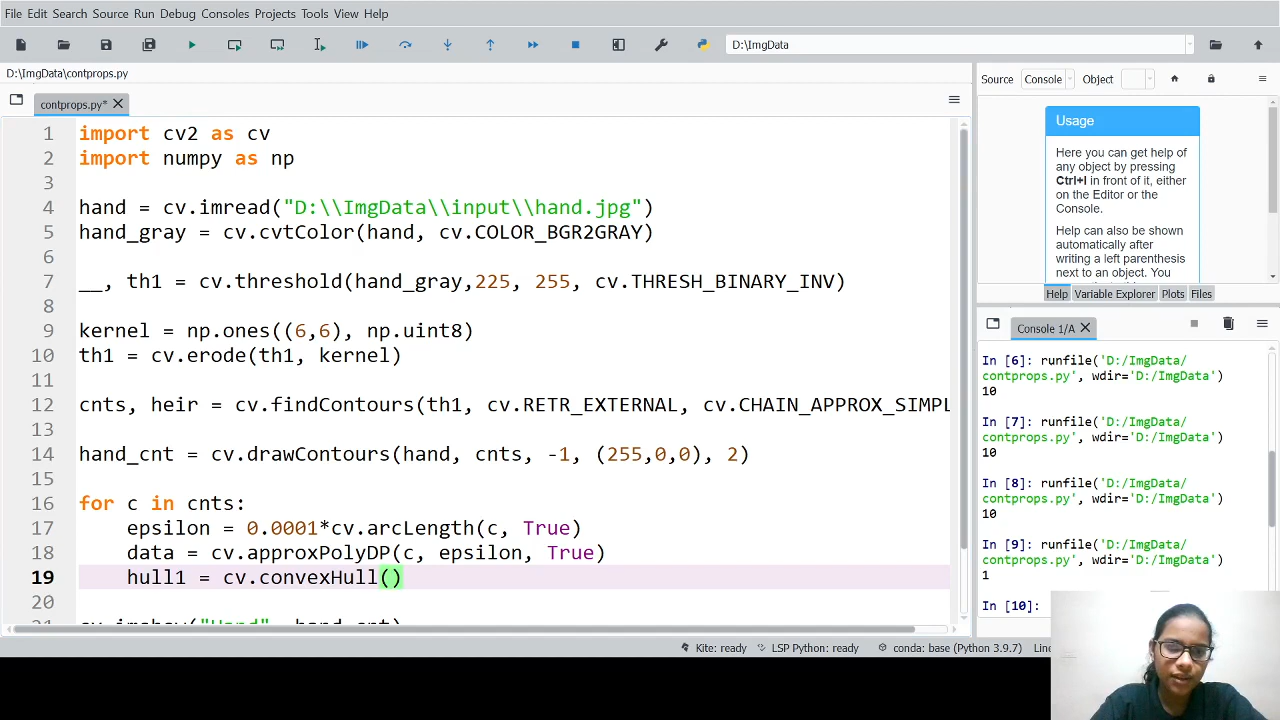 File Edit Search Source Run Debug Consoles Projects Tools View Help
D:\ImgData
D:\ImgData\contprops.py
contprops.py*
1 import cv2 as cv
2 import numpy as np
3
4 hand = cv.imread("D:\\ImgData\\input\\hand.jpg")
5 hand_gray = cv.cvtColor(hand, cv.COLOR_BGR2GRAY)
6
7 __, th1 = cv.threshold(hand_gray,225, 255, cv.THRESH_BINARY_INV)
8
9 kernel = np.ones((6,6), np.uint8)
10 th1 = cv.erode(th1, kernel)
11
12 cnts, heir = cv.findContours(th1, cv.RETR_EXTERNAL, cv.CHAIN_APPROX_SIMPL
13
14 hand_cnt = cv.drawContours(hand, cnts, -1, (255,0,0), 2)
15
16 for c in cnts:
17 epsilon = 0.0001*cv.arcLength(c, True)
18 data = cv.approxPolyDP(c, epsilon, True)
19 hull1 = cv.convexHull()
20
21 cv.imshow("Hand", hand_cnt)
Source Console Object
Usage
Here you can get help of
any object by pressing
Ctrl+I in front of it, either
on the Editor or the
Console.
Help can also be shown
automatically after
writing a left parenthesis
next to an object. You
Help Variable Explorer Plots Files
Console 1/A
In [6]: runfile('D:/ImgData/
contprops.py', wdir='D:/ImgData')
10
In [7]: runfile('D:/ImgData/
contprops.py', wdir='D:/ImgData')
10
In [8]: runfile('D:/ImgData/
contprops.py', wdir='D:/ImgData')
10
In [9]: runfile('D:/ImgData/
contprops.py', wdir='D:/ImgData')
1
In [10]:
Kite: ready LSP Python: ready conda: base (Python 3.9.7) Line